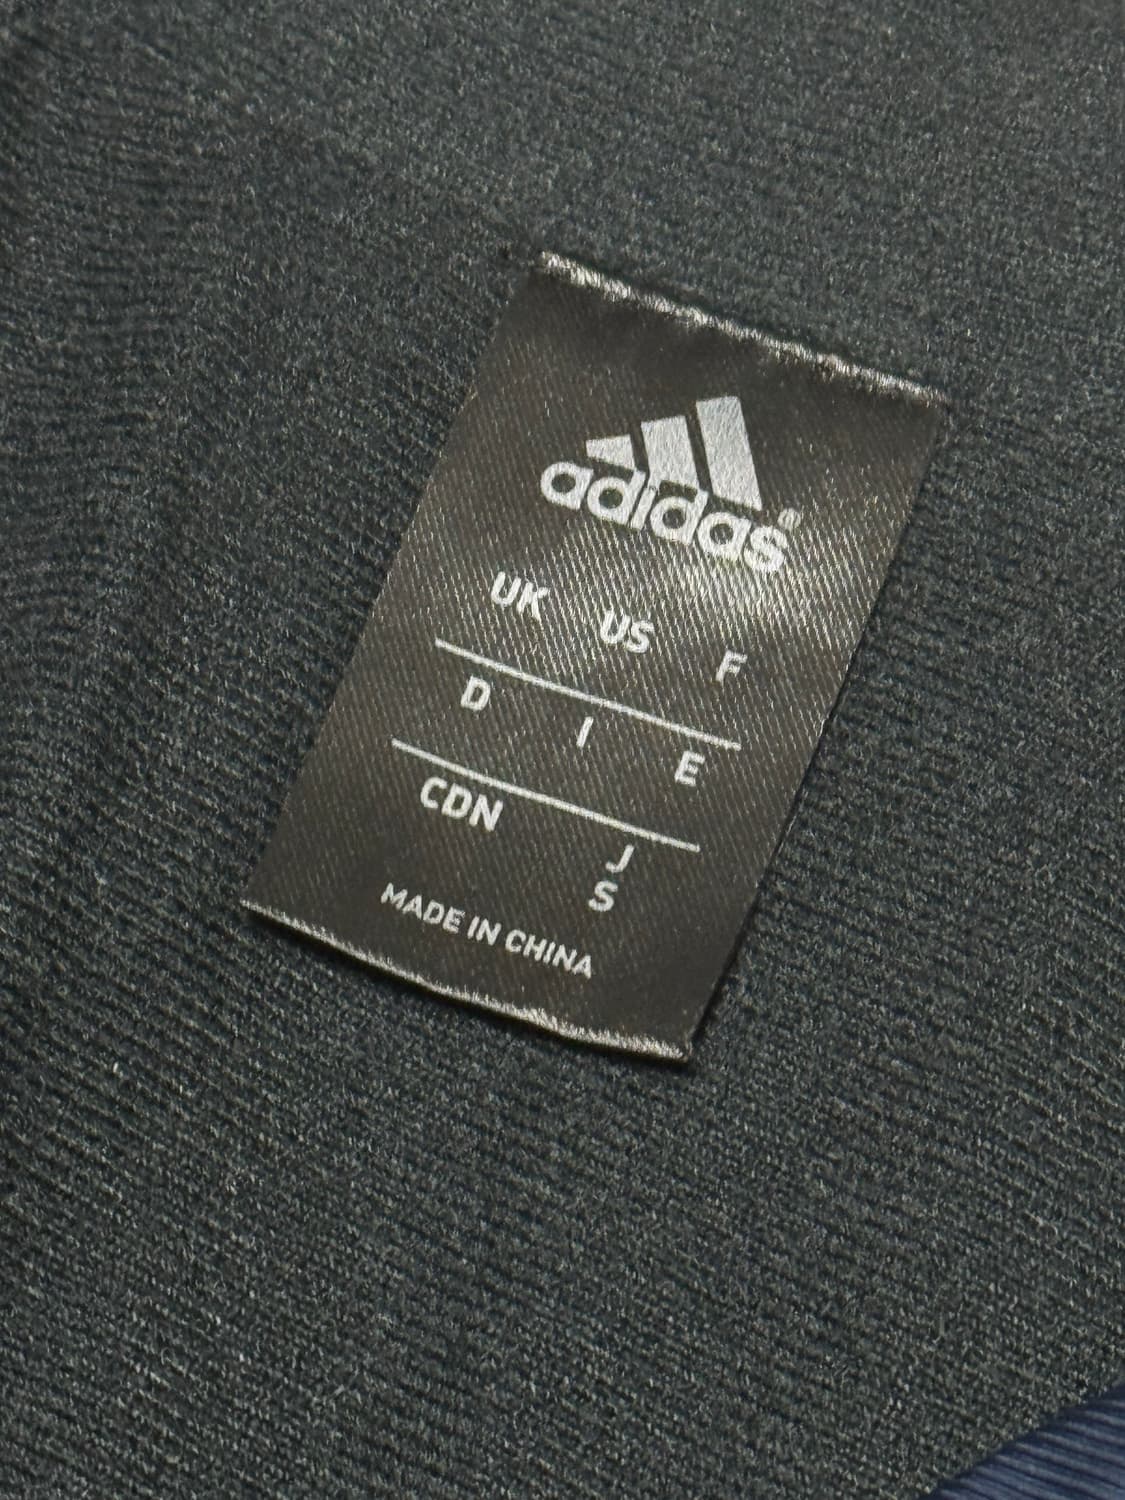 adidas®
UK US F
D I E
CDN J
S
MADE IN CHINA